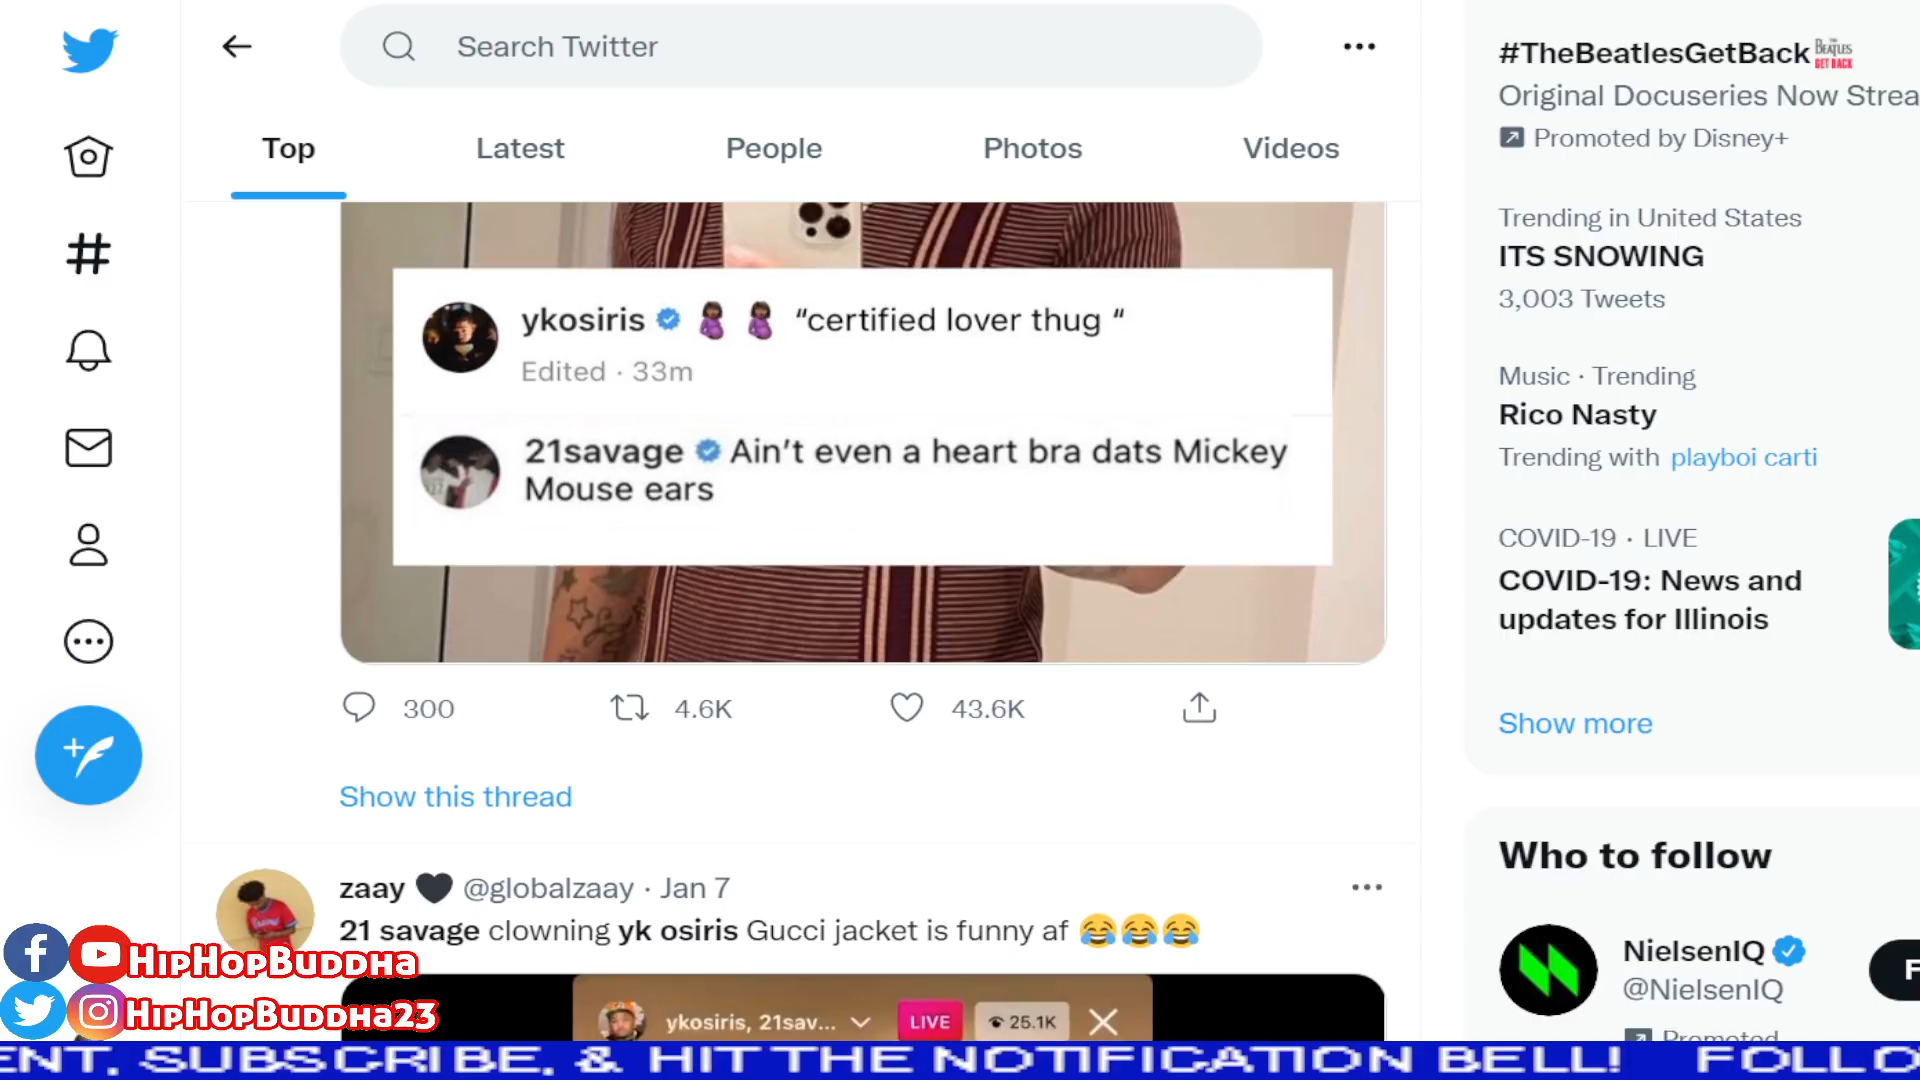 Search Twitter
Top
Latest
People
Photos
Videos
ykosiris "certified lover thug "
Edited · 33m
21savage Ain't even a heart bra dats Mickey
Mouse ears
300
4.6K
43.6K
Show this thread
zaay 🖤 @globalzaay · Jan 7
21 savage clowning yk osiris Gucci jacket is funny af 😂😂😂
ykosiris, 21sav...
LIVE
25.1K
#TheBeatlesGetBack
THE BEATLES GET BACK
Original Docuseries Now Strea
Promoted by Disney+
Trending in United States
ITS SNOWING
3,003 Tweets
Music · Trending
Rico Nasty
Trending with playboi carti
COVID-19 · LIVE
COVID-19: News and
updates for Illinois
Show more
Who to follow
NielsenIQ
@NielsenIQ
F
Promoted
HipHopBuddha
HipHopBuddha23
ENT, SUBSCRIBE, & HIT THE NOTIFICATION BELL! FOLLO